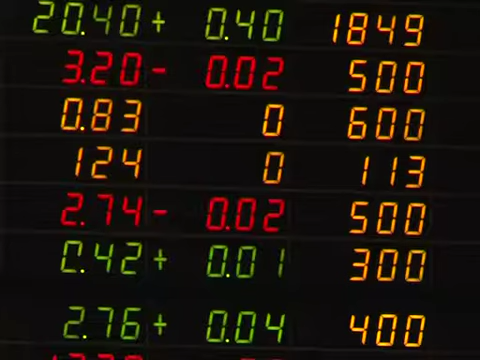 20.40+ 0.40 1849
3.20- 0.02 500
0.83 0 600
124 0 113
2.74- 0.02 500
0.42+ 0.01 300
2.76+ 0.04 400